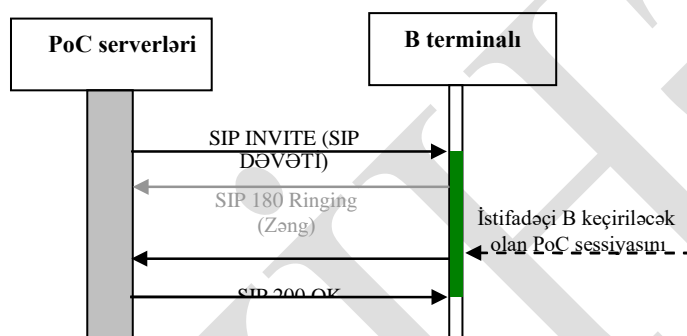 PoC serverləri
B terminalı
SIP INVITE (SIP
DƏVƏTİ)
SIP 180 Ringing
(Zəng)
İstifadəçi B keçiriləcək
olan PoC sessiyasını
SIP 200 OK